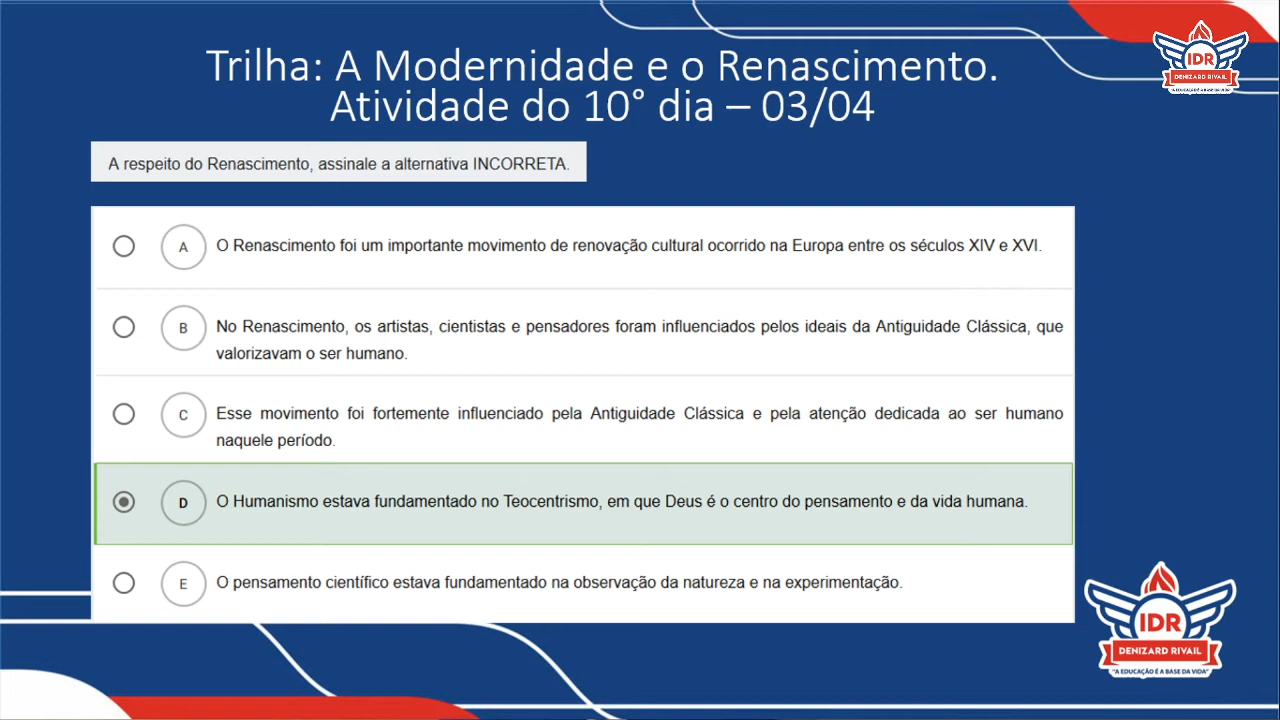 Trilha: A Modernidade e o Renascimento.
Atividade do 10° dia – 03/04
IDR
DENIZARD RIVAIL
"A EDUCAÇÃO É A BASE DA VIDA"
A respeito do Renascimento, assinale a alternativa INCORRETA.
A
O Renascimento foi um importante movimento de renovação cultural ocorrido na Europa entre os séculos XIV e XVI.
B
No Renascimento, os artistas, cientistas e pensadores foram influenciados pelos ideais da Antiguidade Clássica, que
valorizavam o ser humano.
C
Esse movimento foi fortemente influenciado pela Antiguidade Clássica e pela atenção dedicada ao ser humano
naquele período.
D
O Humanismo estava fundamentado no Teocentrismo, em que Deus é o centro do pensamento e da vida humana.
E
O pensamento científico estava fundamentado na observação da natureza e na experimentação.
IDR
DENIZARD RIVAIL
"A EDUCAÇÃO É A BASE DA VIDA"